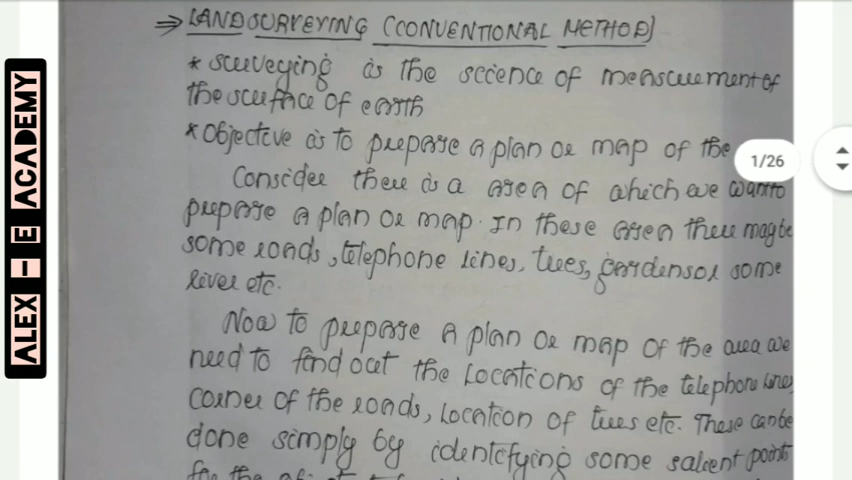 ⇒ LANDSURVEYING (CONVENTIONAL METHOD)
* Surveying is the science of measurement of
the surface of earth
* Objective is to prepare a plan or map of the
1/26
Consider there is a area of which we want to
prepare a plan or map. In these area there may be
some roads, telephone lines, trees, gardens or some
river etc.
Now to prepare a plan or map of the area we
need to find out the locations of the telephone lines,
corner of the roads, location of trees etc. These can be
done simply by identifying some salient points
for the
ALEX - E ACADEMY